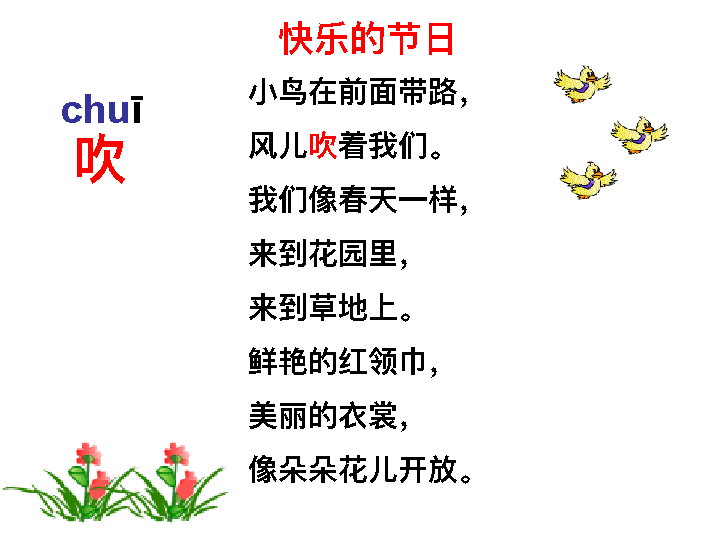 快乐的节日
chuī
吹
小鸟在前面带路，
风儿吹着我们。
我们像春天一样，
来到花园里，
来到草地上。
鲜艳的红领巾，
美丽的衣裳，
像朵朵花儿开放。